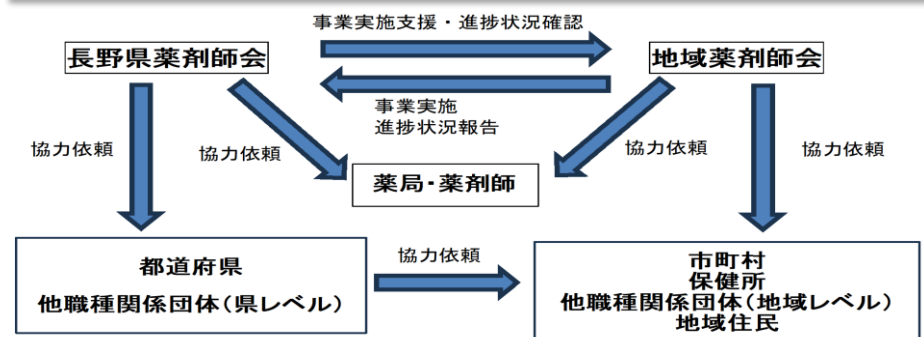 事業実施支援・進捗状況確認
長野県薬剤師会
地域薬剤師会
事業実施
進捗状況報告
協力依頼
協力依頼
協力依頼
協力依頼
薬局・薬剤師
都道府県
他職種関係団体(県レベル)
協力依頼
市町村
保健所
他職種関係団体(地域レベル)
地域住民